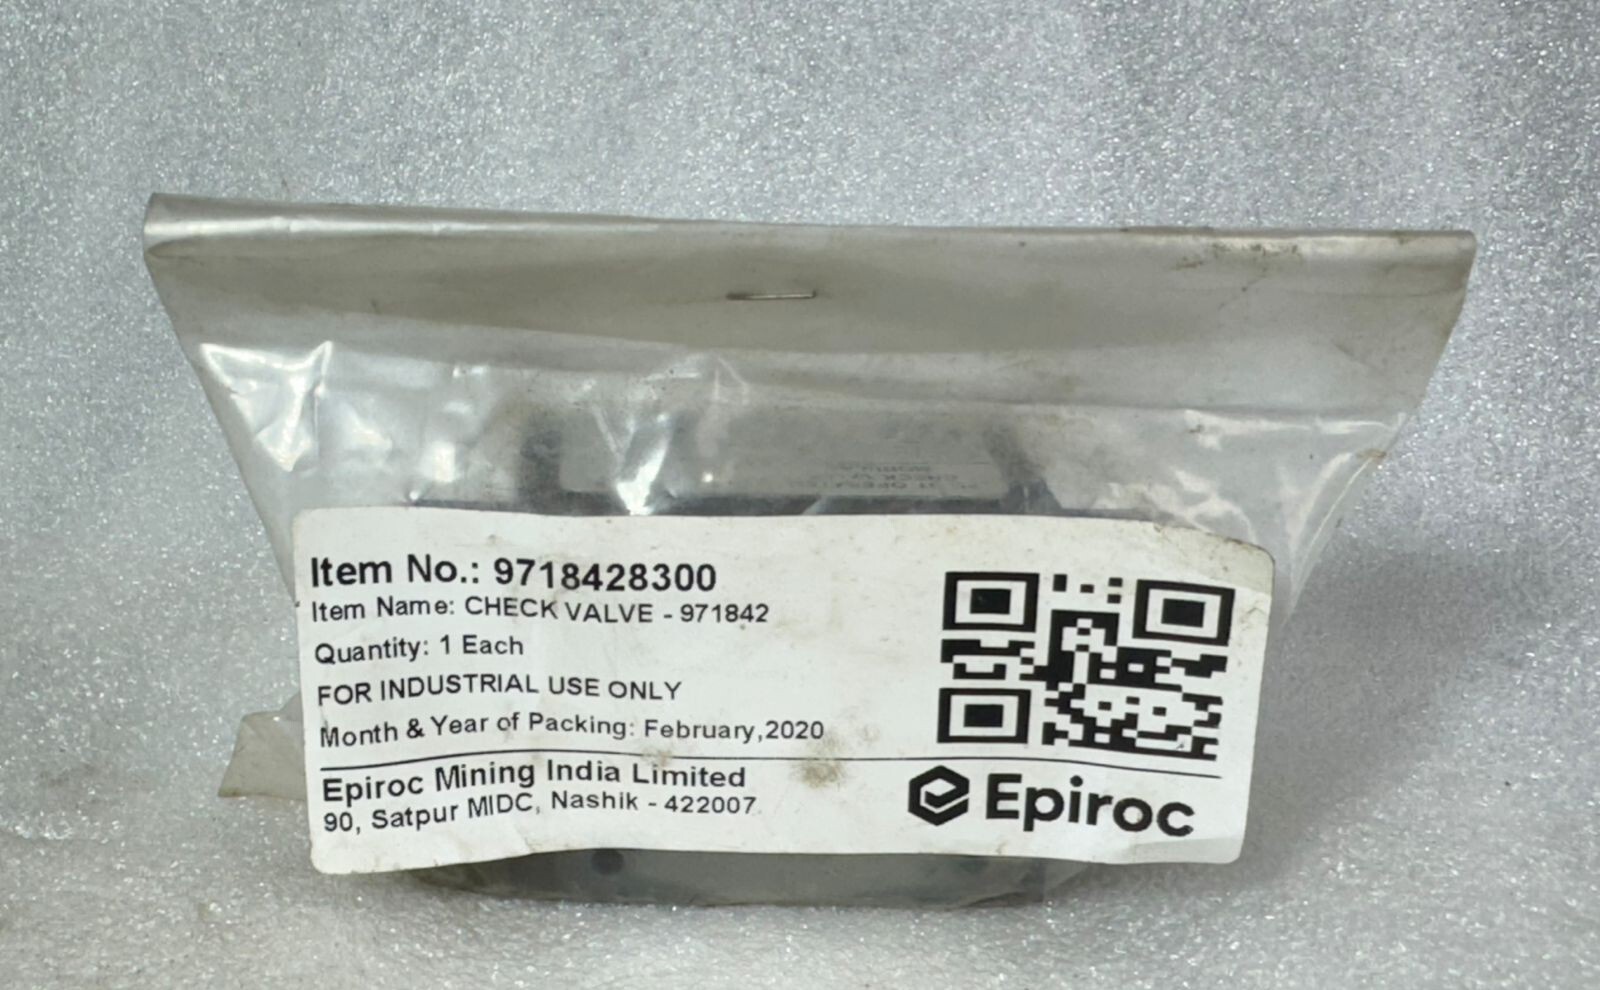 Item No.: 9718428300
Item Name: CHECK VALVE - 971842
Quantity: 1 Each
FOR INDUSTRIAL USE ONLY
Month & Year of Packing: February,2020
Epiroc Mining India Limited
90, Satpur MIDC, Nashik - 422007
Epiroc